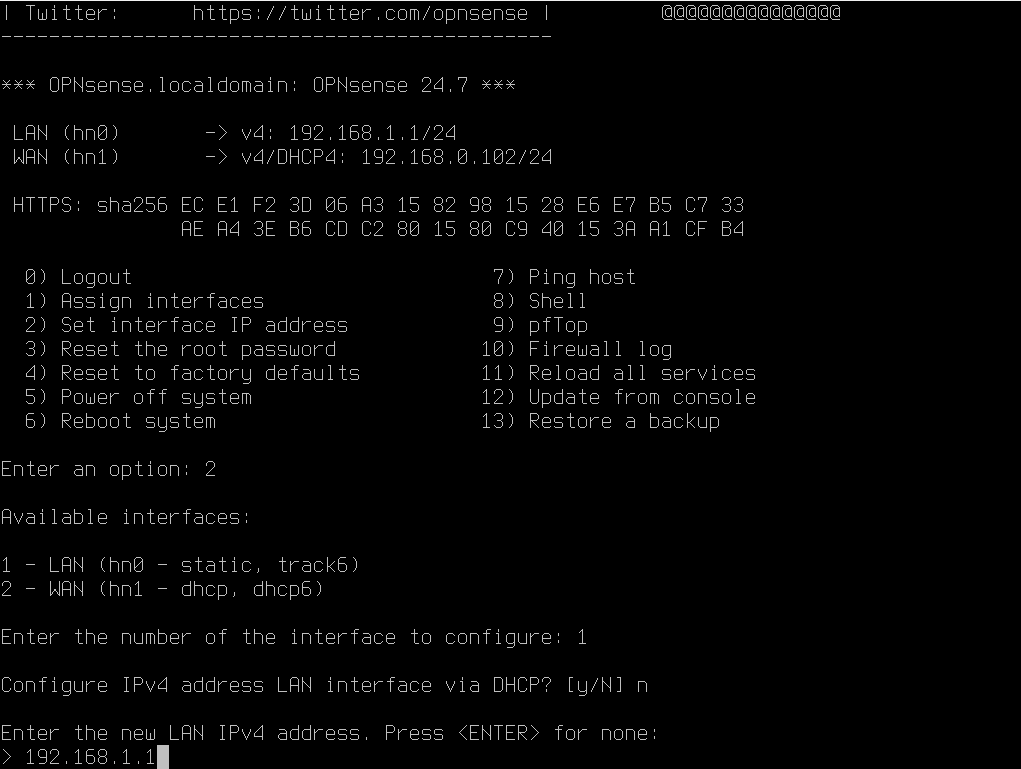 | Twitter: https://twitter.com/opnsense | @@@@@@@@@@@@@@@
----------------------------------------------
*** OPNsense.localdomain: OPNsense 24.7 ***
LAN (hn0) -> v4: 192.168.1.1/24
WAN (hn1) -> v4/DHCP4: 192.168.0.102/24
HTTPS: sha256 EC E1 F2 3D 06 A3 15 82 98 15 28 E6 E7 B5 C7 33
AE A4 3E B6 CD C2 80 15 80 C9 40 15 3A A1 CF B4
0) Logout 7) Ping host
1) Assign interfaces 8) Shell
2) Set interface IP address 9) pfTop
3) Reset the root password 10) Firewall log
4) Reset to factory defaults 11) Reload all services
5) Power off system 12) Update from console
6) Reboot system 13) Restore a backup
Enter an option: 2
Available interfaces:
1 - LAN (hn0 - static, track6)
2 - WAN (hn1 - dhcp, dhcp6)
Enter the number of the interface to configure: 1
Configure IPv4 address LAN interface via DHCP? [y/N] n
Enter the new LAN IPv4 address. Press <ENTER> for none:
> 192.168.1.1